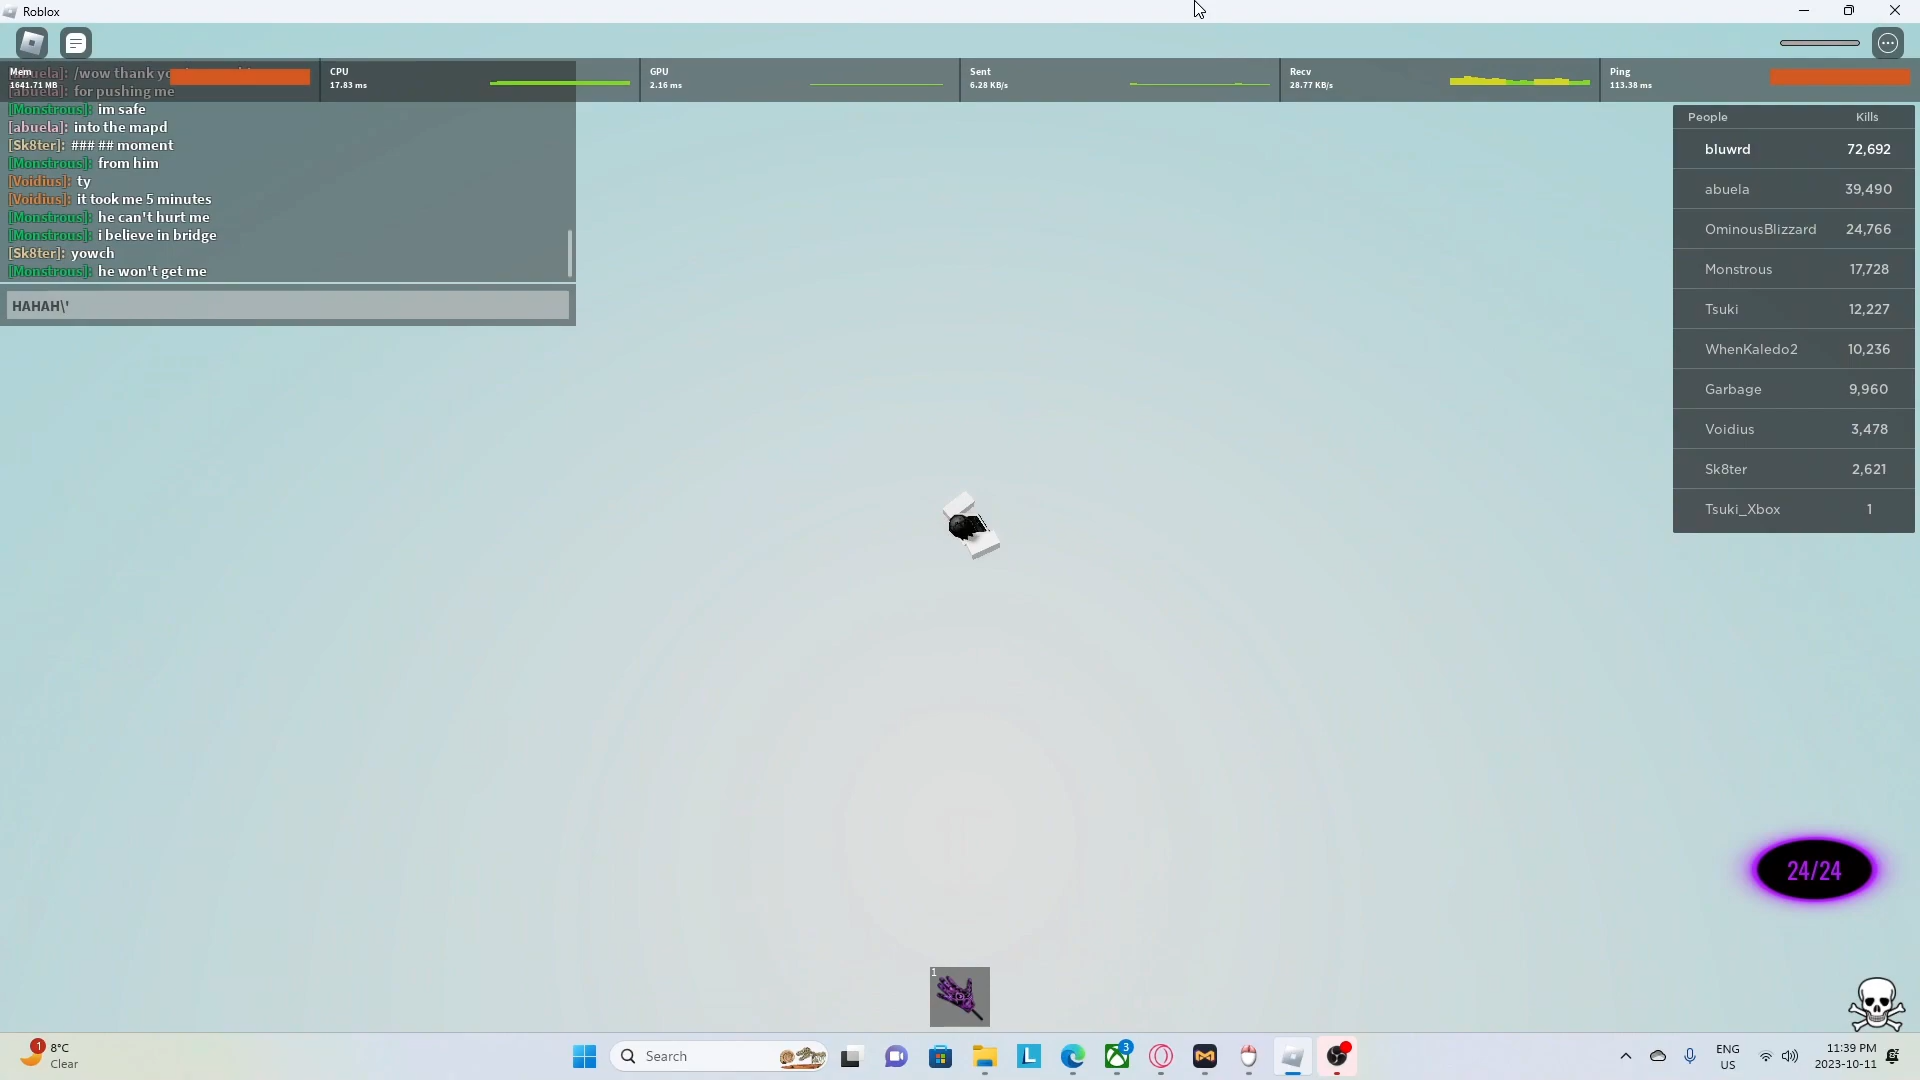 Roblox
Mem
1641.71 MB
CPU
17.83 ms
GPU
2.16 ms
Sent
6.28 KB/s
Recv
28.77 KB/s
Ping
113.38 ms
/wow thank
[abuela]: for pushing me
[Monstrous]: im safe
[abuela]: into the mapd
[Sk8ter]: ### ## moment
[Monstrous]: from him
[Voidius]: ty
[Voidius]: it took me 5 minutes
[Monstrous]: he can't hurt me
[Monstrous]: i believe in bridge
[Sk8ter]: yowch
[Monstrous]: he won't get me
HAHAH\'
People Kills
bluwrd 72,692
abuela 39,490
OminousBlizzard 24,766
Monstrous 17,728
Tsuki 12,227
WhenKaledo2 10,236
Garbage 9,960
Voidius 3,478
Sk8ter 2,621
Tsuki_Xbox 1
24/24
1
1
8°C
Clear
Search
L
3
ENG
US
11:39 PM
2023-10-11